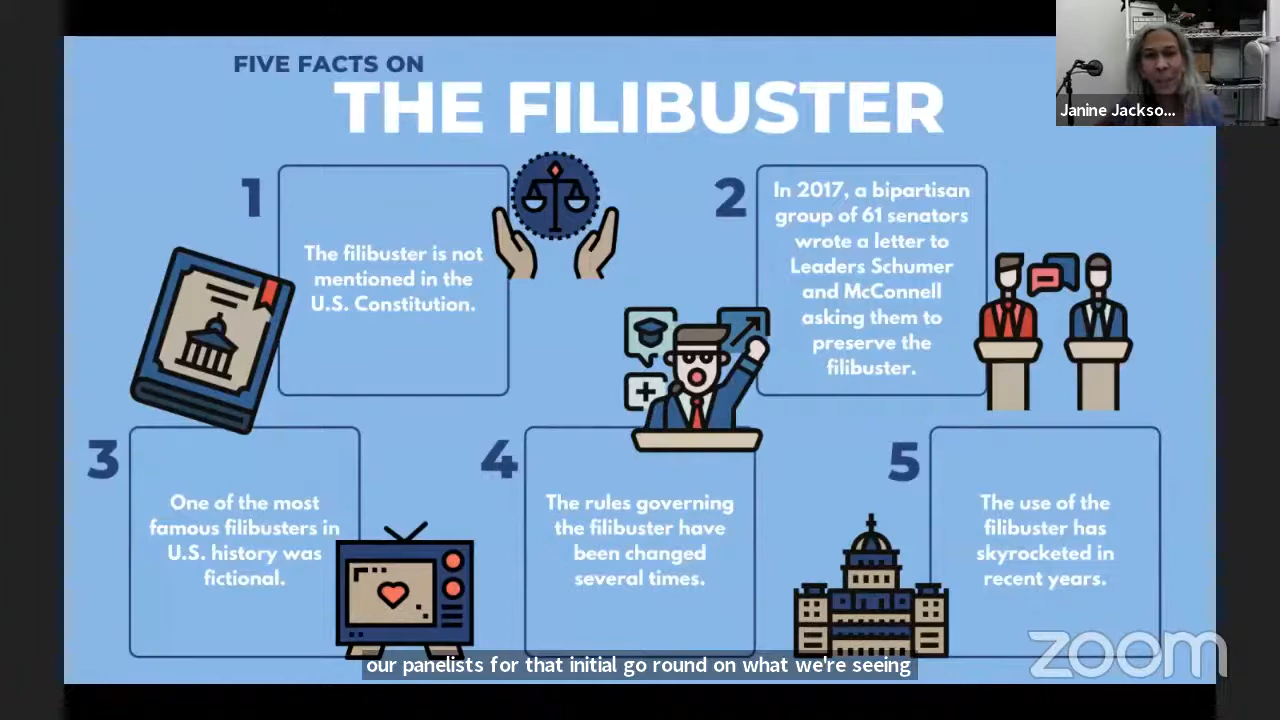 FIVE FACTS ON
THE FILIBUSTER
Janine Jackso...
1
The filibuster is not
mentioned in the
U.S. Constitution.
2
In 2017, a bipartisan
group of 61 senators
wrote a letter to
Leaders Schumer
and McConnell
asking them to
preserve the
filibuster.
3
One of the most
famous filibusters in
U.S. history was
fictional.
4
The rules governing
the filibuster have
been changed
several times.
5
The use of the
filibuster has
skyrocketed in
recent years.
zoom
our panelists for that initial go round on what we're seeing